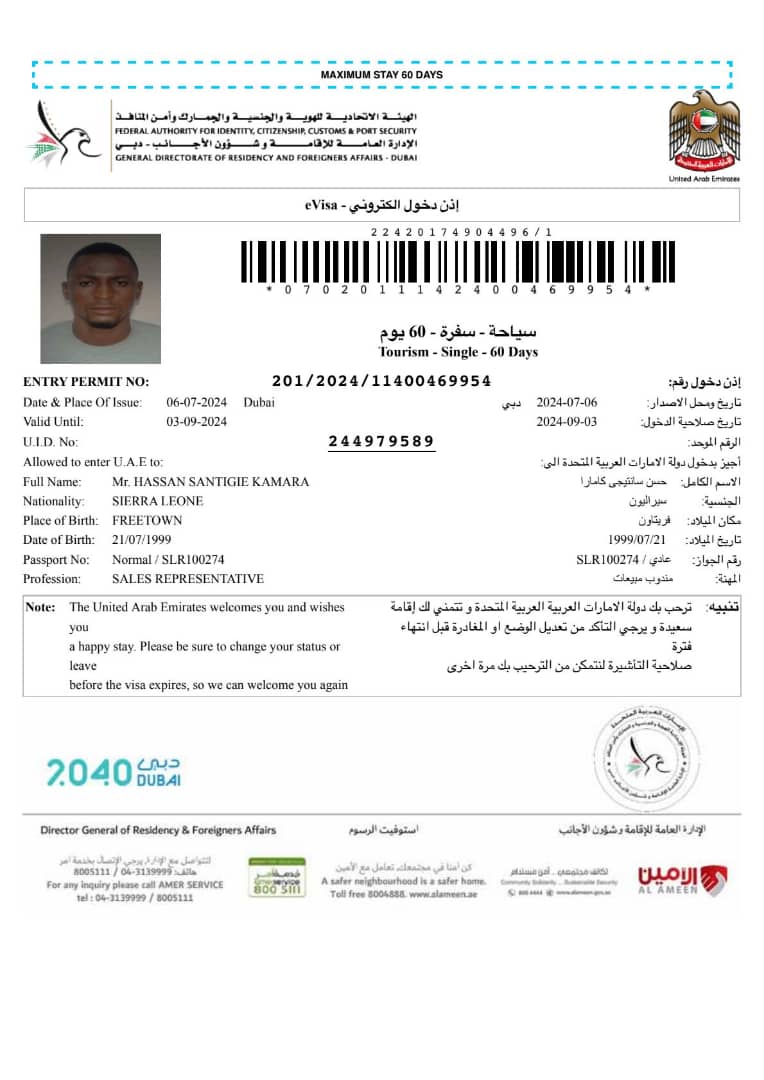 MAXIMUM STAY 60 DAYS
الهيئة الاتحادية للهوية والجنسية والجمارك وأمن المنافذ
FEDERAL AUTHORITY FOR IDENTITY, CITIZENSHIP, CUSTOMS & PORT SECURITY
الإدارة العامة للإقامة و شؤون الأجانب - دبي
GENERAL DIRECTORATE OF RESIDENCY AND FOREIGNERS AFFAIRS - DUBAI
United Arab Emirates
إذن دخول الكتروني - eVisa
22420174904496/1
*0702011142400469954*
سياحة - سفرة - 60 يوم
Tourism - Single - 60 Days
ENTRY PERMIT NO: 201/2024/11400469954 إذن دخول رقم:
Date & Place Of Issue: 06-07-2024 Dubai دبي 2024-07-06 تاريخ ومحل الاصدار:
Valid Until: 03-09-2024 2024-09-03 تاريخ صلاحية الدخول:
U.I.D. No: 244979589 الرقم الموحد:
Allowed to enter U.A.E to: أجيز بدخول دولة الامارات العربية المتحدة الى:
Full Name: Mr. HASSAN SANTIGIE KAMARA حسن سانتيجى كامارا الاسم الكامل:
Nationality: SIERRA LEONE سيراليون الجنسية:
Place of Birth: FREETOWN فريتاون مكان الميلاد:
Date of Birth: 21/07/1999 1999/07/21 تاريخ الميلاد:
Passport No: Normal / SLR100274 عادي / SLR100274 رقم الجواز:
Profession: SALES REPRESENTATIVE مندوب مبيعات المهنة:
Note: The United Arab Emirates welcomes you and wishes
you
a happy stay. Please be sure to change your status or
leave
before the visa expires, so we can welcome you again
تنبيه: ترحب بك دولة الامارات العربية العربية المتحدة و تتمني لك إقامة
سعيدة و يرجي التأكد من تعديل الوضع او المغادرة قبل انتهاء
فترة
صلاحية التأشيرة لنتمكن من الترحيب بك مرة اخرى
2040 دبي
DUBAI
Director General of Residency & Foreigners Affairs استوفيت الرسوم الإدارة العامة للإقامة وشؤون الأجانب
للتواصل مع الإدارة يرجي الإتصال بخدمة آمر
هاتف: 04-3139999 / 8005111
For any inquiry please call AMER SERVICE
tel : 04-3139999 / 8005111
خدمة آمر
amer service
800 5111
كن آمنا في مجتمعك، تعامل مع الأمين
A safer neighbourhood is a safer home.
Toll free 8004888. www.alameen.ae
تكاتف مجتمعي .. أمن مستدام
Community Solidarity ... Sustainable Security
800 4444 www.alameen.gov.ae
الأمين
AL AMEEN